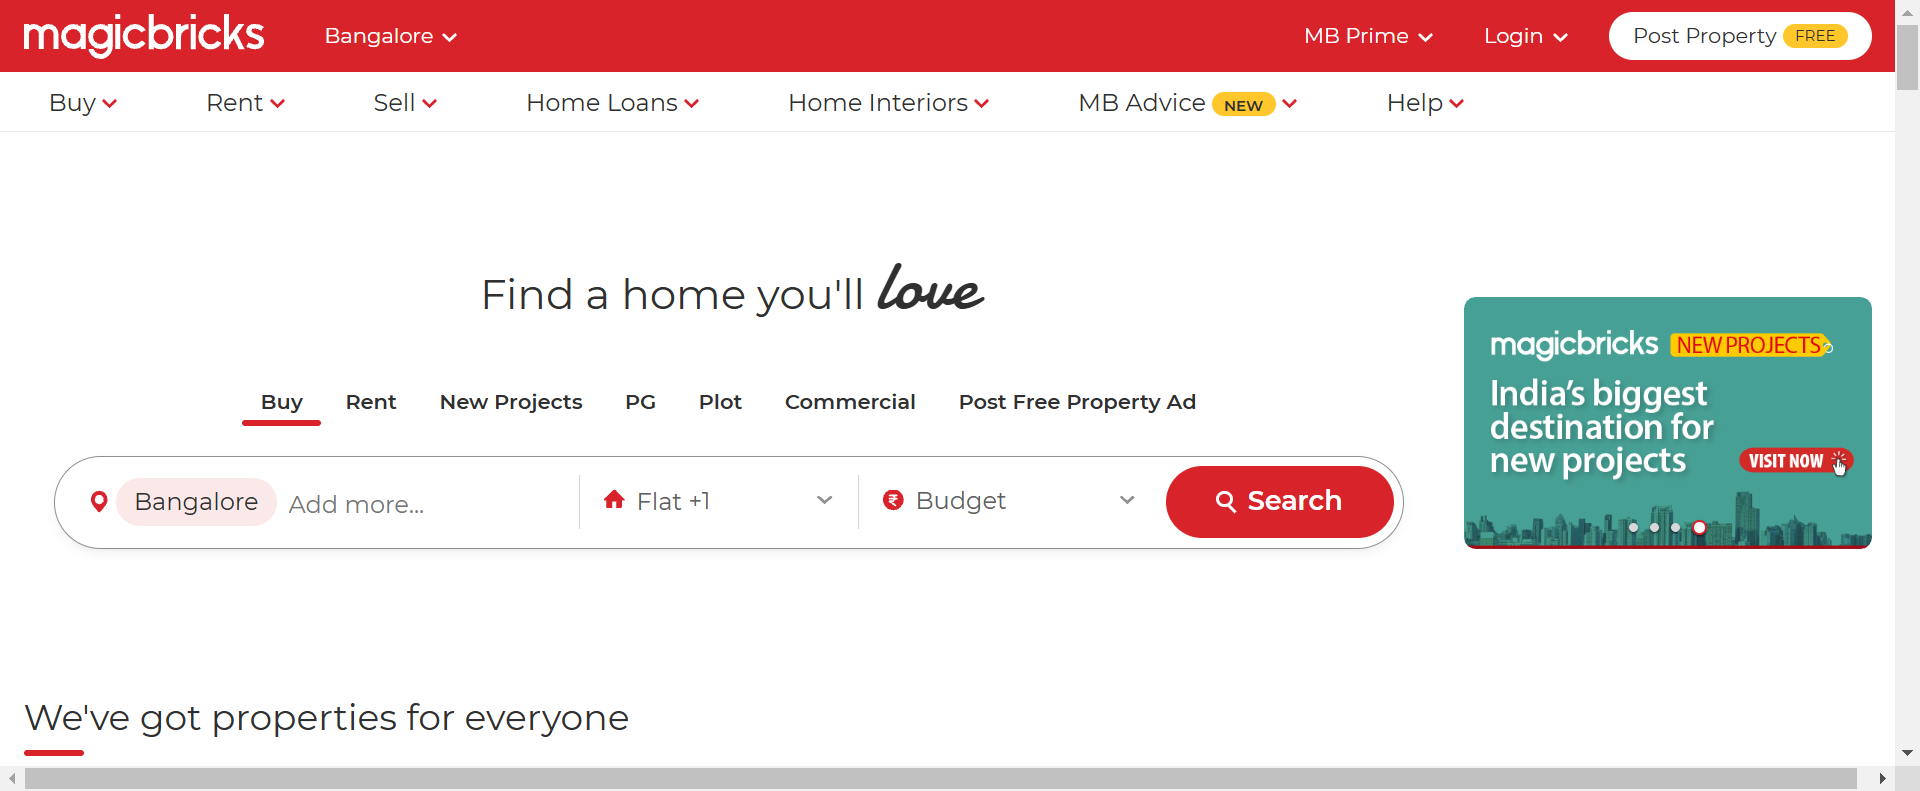 magicbricks Bangalore MB Prime Login Post Property FREE
Buy Rent Sell Home Loans Home Interiors MB Advice NEW Help
Find a home you'll love
Buy Rent New Projects PG Plot Commercial Post Free Property Ad
Bangalore Add more... Flat +1 Budget Search
magicbricks NEW PROJECTS
India's biggest
destination for
new projects
VISIT NOW
We've got properties for everyone